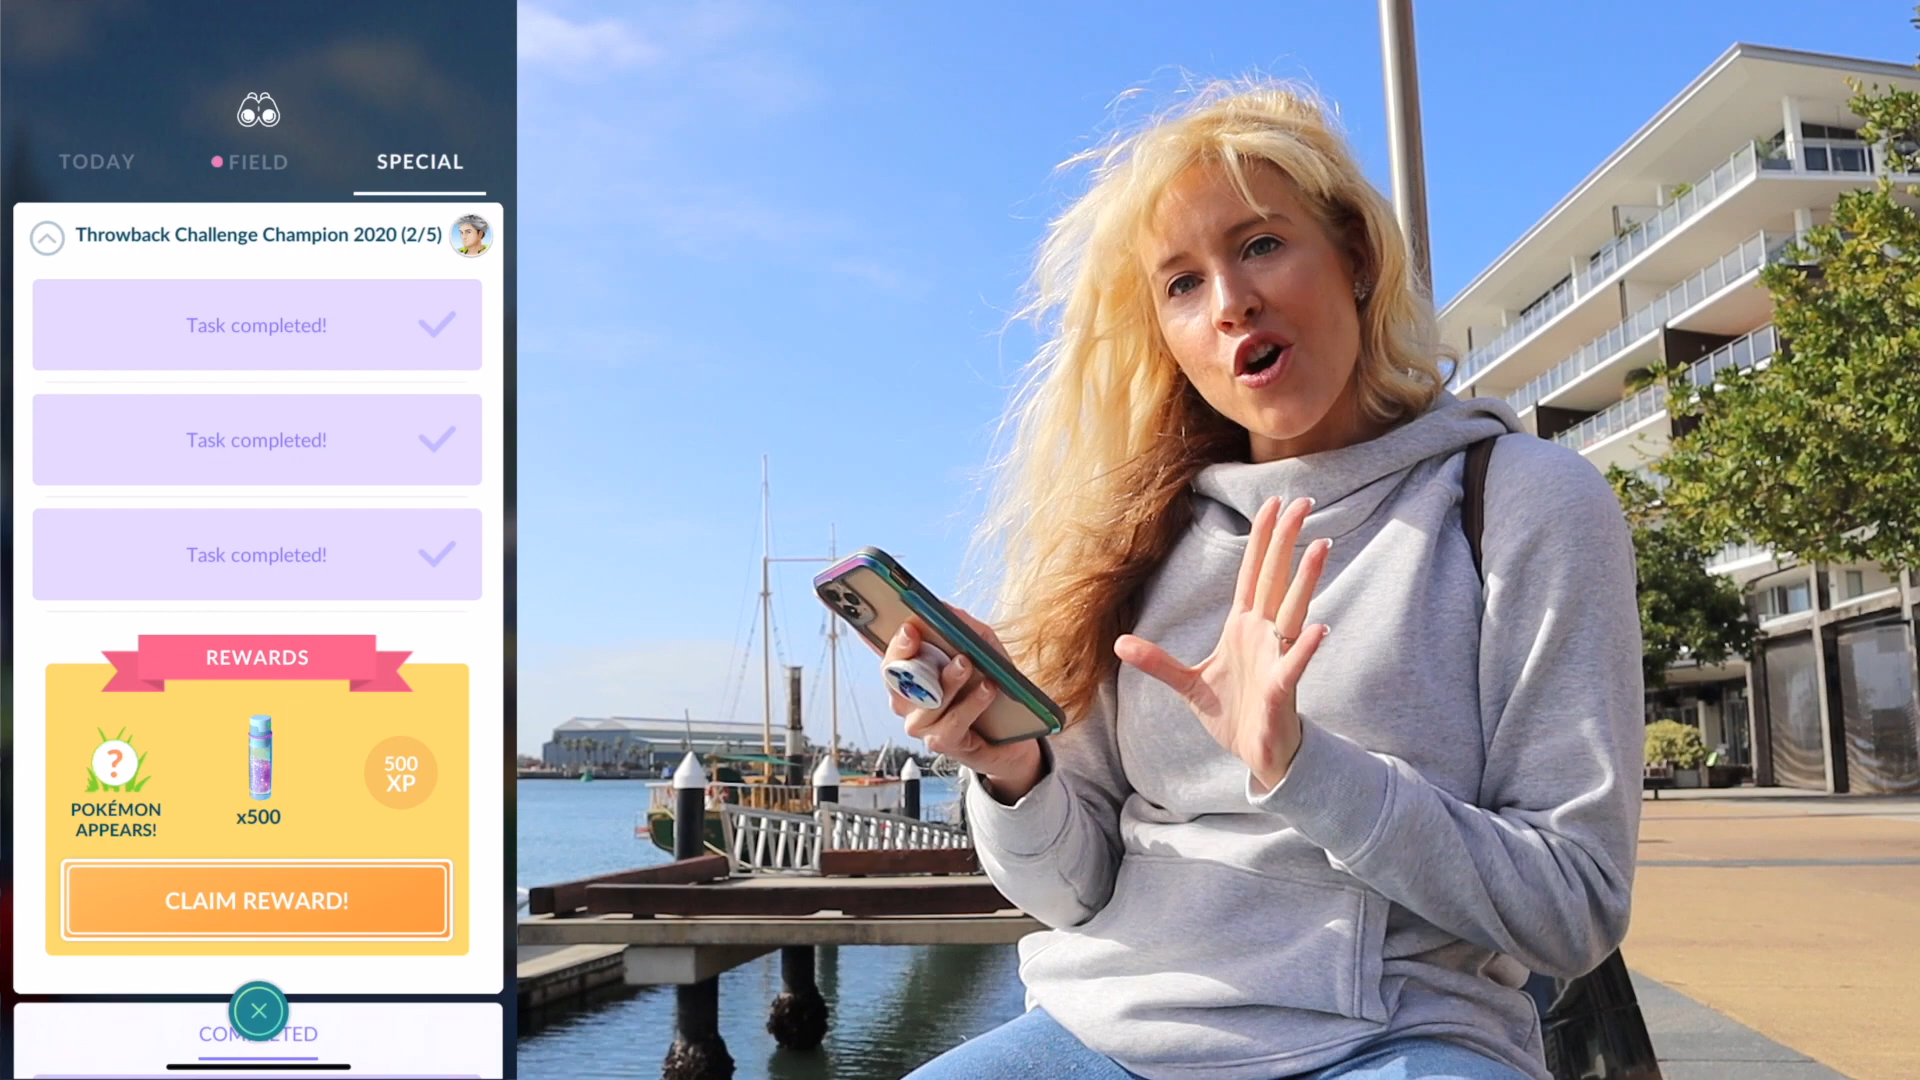 TODAY
FIELD
SPECIAL
Throwback Challenge Champion 2020 (2/5)
Task completed!
Task completed!
Task completed!
REWARDS
?
POKÉMON
APPEARS!
x500
500
XP
CLAIM REWARD!